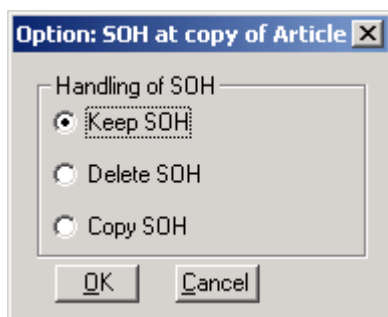 Option: SOH at copy of Article
Handling of SOH
Keep SOH
Delete SOH
Copy SOH
OK Cancel